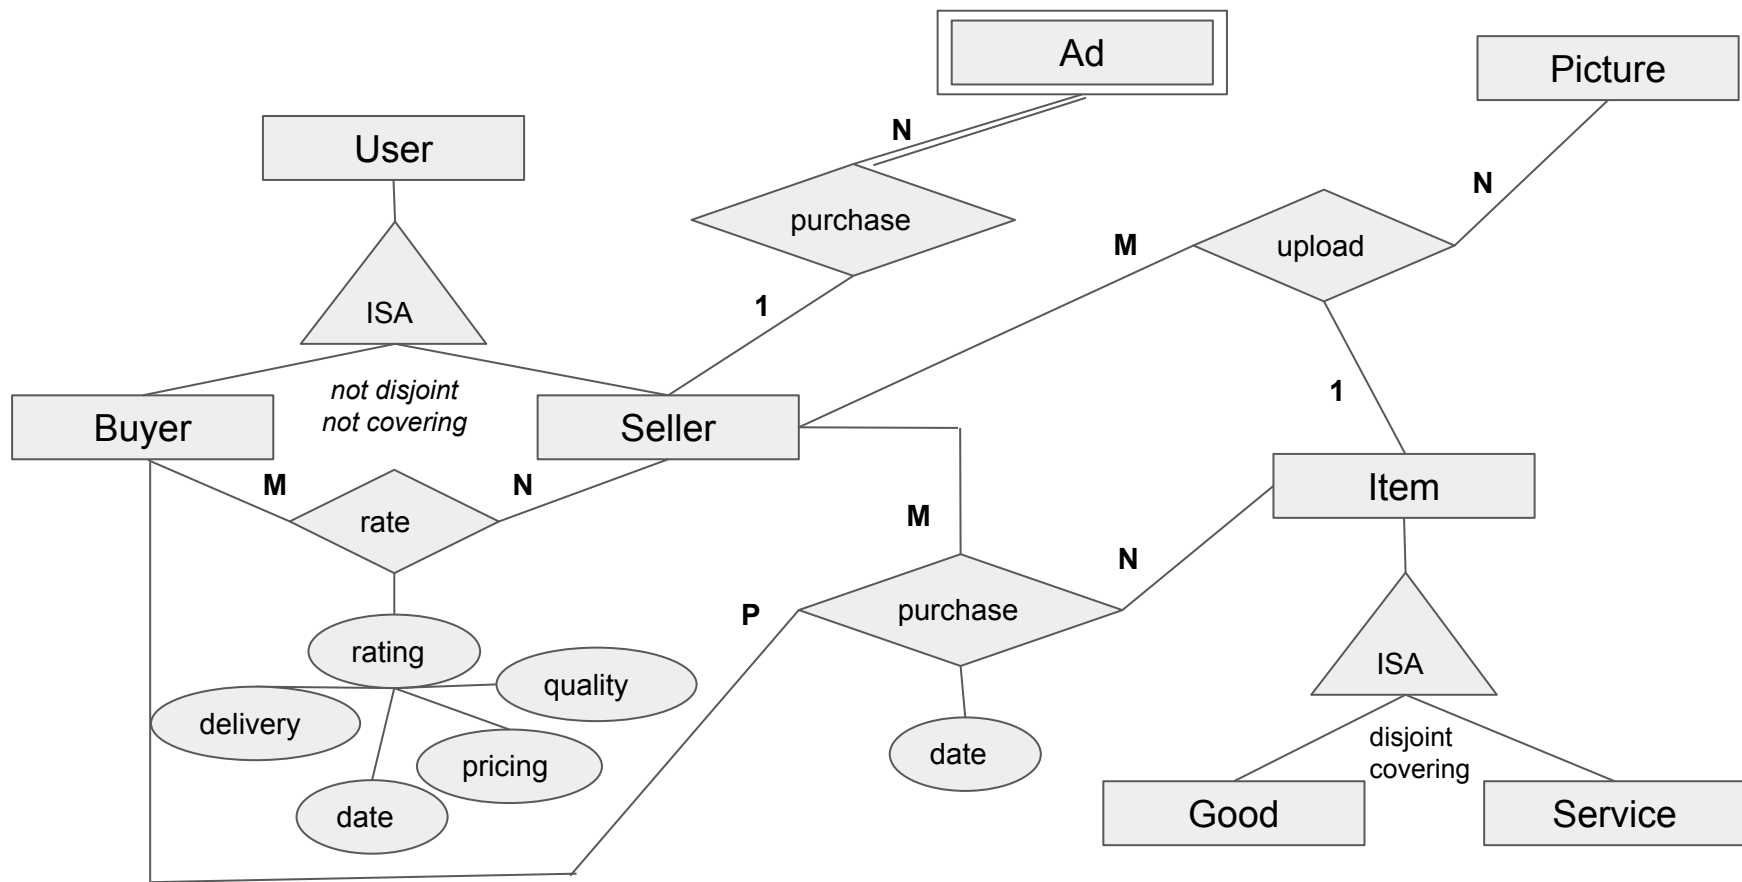 Ad
Picture
N
User
N
purchase
M
upload
1
ISA
1
not disjoint
not covering
Buyer
Seller
M
N
Item
rate
M
N
P
purchase
rating
ISA
quality
delivery
disjoint
covering
date
pricing
date
Good
Service